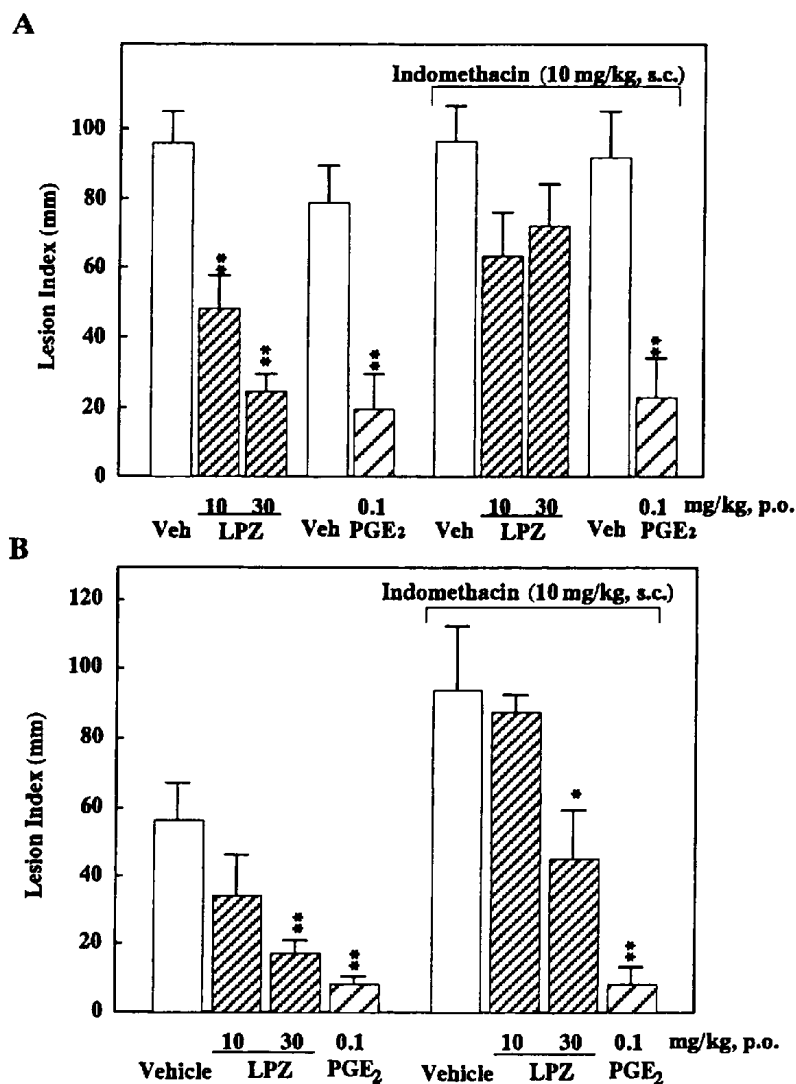 A
Indomethacin (10 mg/kg, s.c.)
Lesion Index (mm)
100
80
60
40
20
0
**
**
**
**
10 30 0.1 10 30 0.1 mg/kg, p.o.
Veh LPZ Veh PGE₂ Veh LPZ Veh PGE₂
B
Indomethacin (10 mg/kg, s.c.)
Lesion Index (mm)
120
100
80
60
40
20
0
**
**
*
**
10 30 0.1 10 30 0.1 mg/kg, p.o.
Vehicle LPZ PGE₂ Vehicle LPZ PGE₂